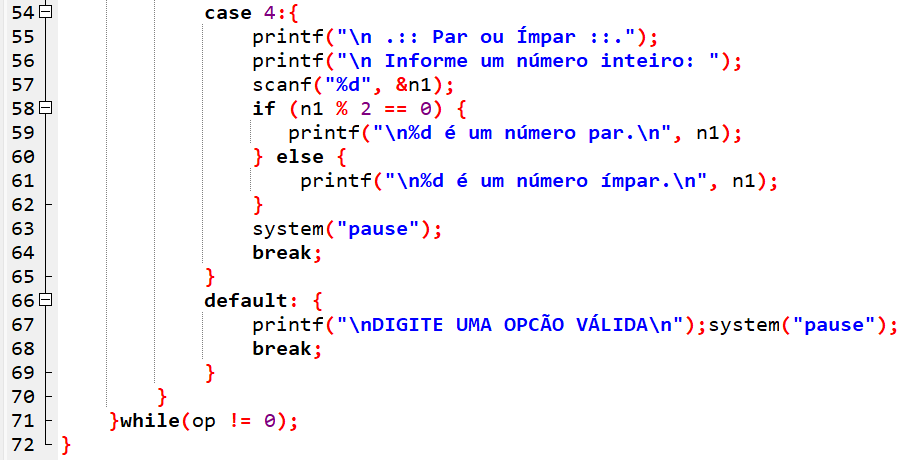 54 case 4:{
55 printf("\n .:: Par ou Ímpar ::.");
56 printf("\n Informe um número inteiro: ");
57 scanf("%d", &n1);
58 if (n1 % 2 == 0) {
59 printf("\n%d é um número par.\n", n1);
60 } else {
61 printf("\n%d é um número ímpar.\n", n1);
62 }
63 system("pause");
64 break;
65 }
66 default: {
67 printf("\nDIGITE UMA OPCÃO VÁLIDA\n");system("pause");
68 break;
69 }
70 }
71 }while(op != 0);
72 }